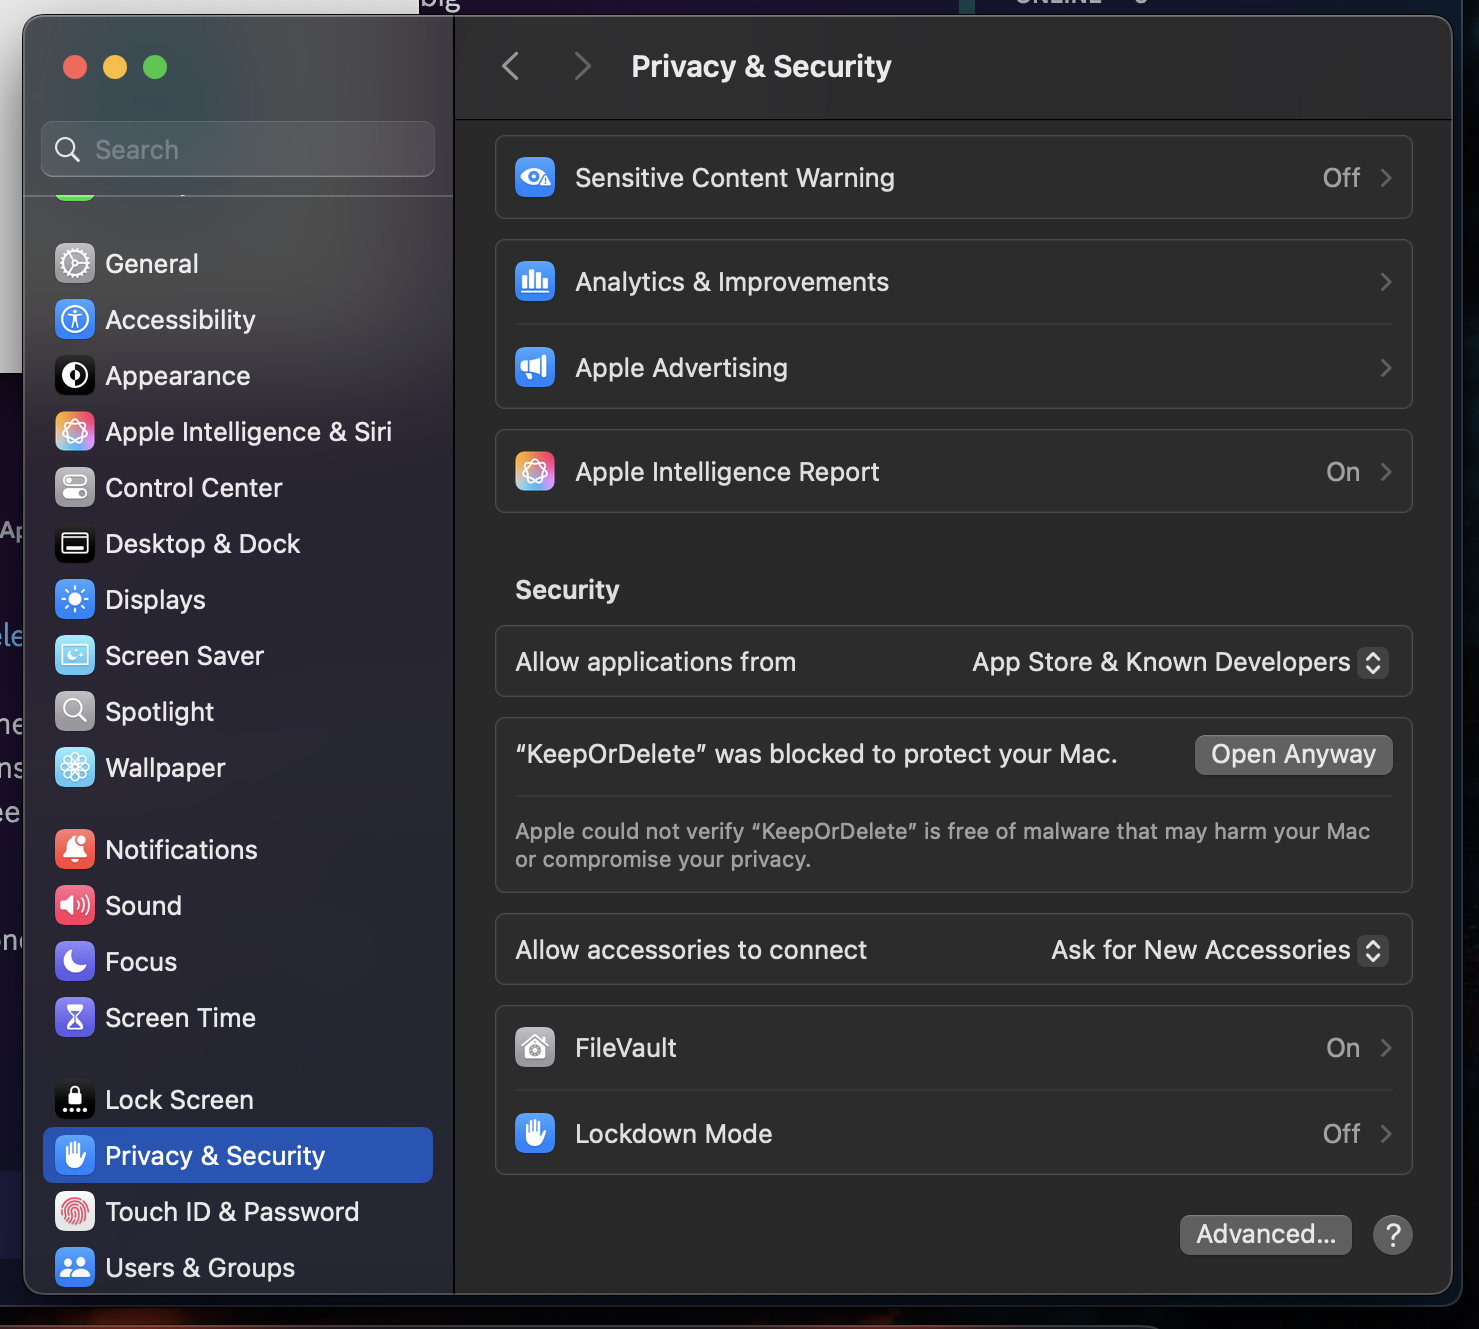 big
Privacy & Security
Search
Sensitive Content Warning
Off
General
Analytics & Improvements
Accessibility
Appearance
Apple Advertising
Apple Intelligence & Siri
Apple Intelligence Report
On
Control Center
Desktop & Dock
Displays
Security
Screen Saver
Allow applications from
App Store & Known Developers
Spotlight
Wallpaper
“KeepOrDelete” was blocked to protect your Mac.
Open Anyway
Apple could not verify “KeepOrDelete” is free of malware that may harm your Mac
or compromise your privacy.
Notifications
Sound
Focus
Allow accessories to connect
Ask for New Accessories
Screen Time
FileVault
On
Lock Screen
Lockdown Mode
Off
Privacy & Security
Touch ID & Password
Advanced...
?
Users & Groups